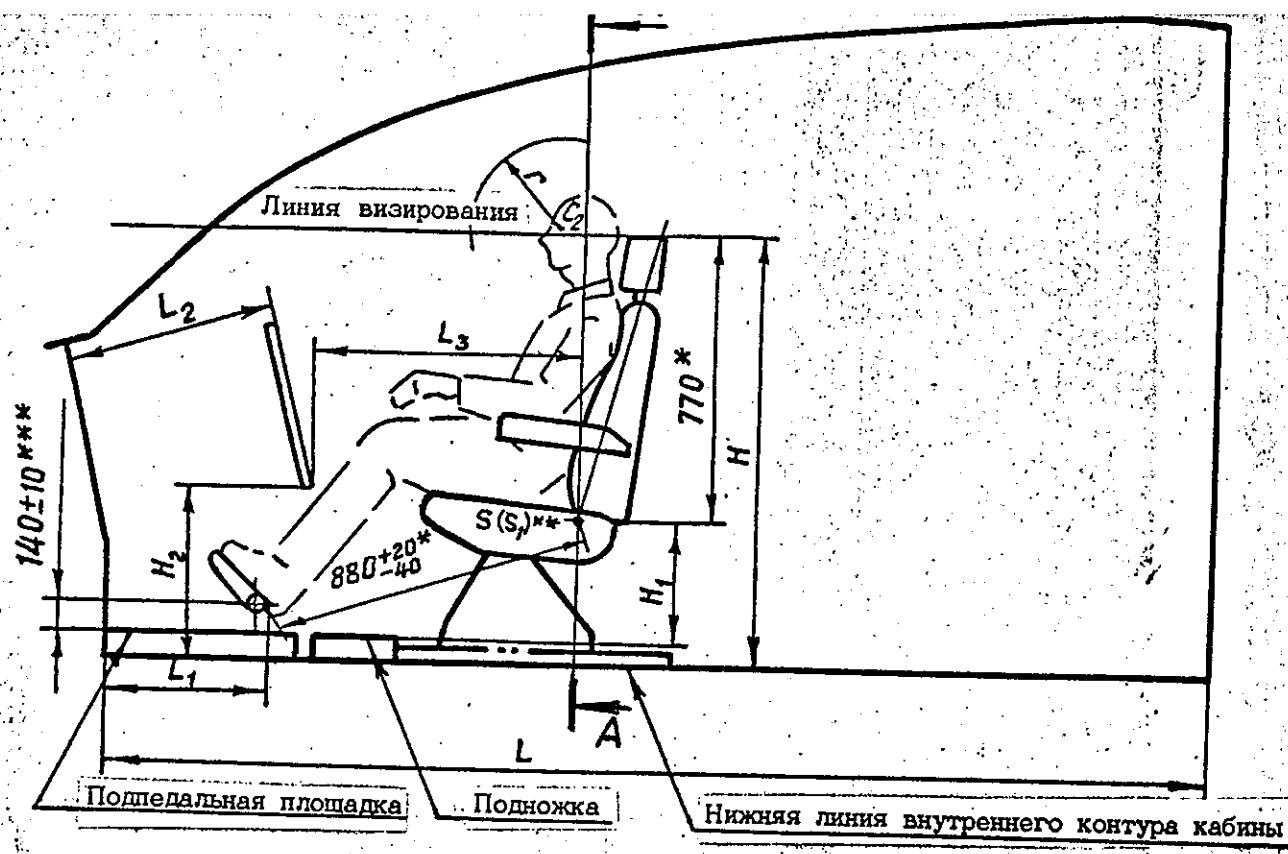 r
Линия визирования
C₂
L₂
L₃
770*
H
140±10***
H₂
S(S₁)**
880+20*
-40
H₁
L₁
A
L
Подпедальная площадка
Подножка
Нижняя линия внутреннего контура кабины